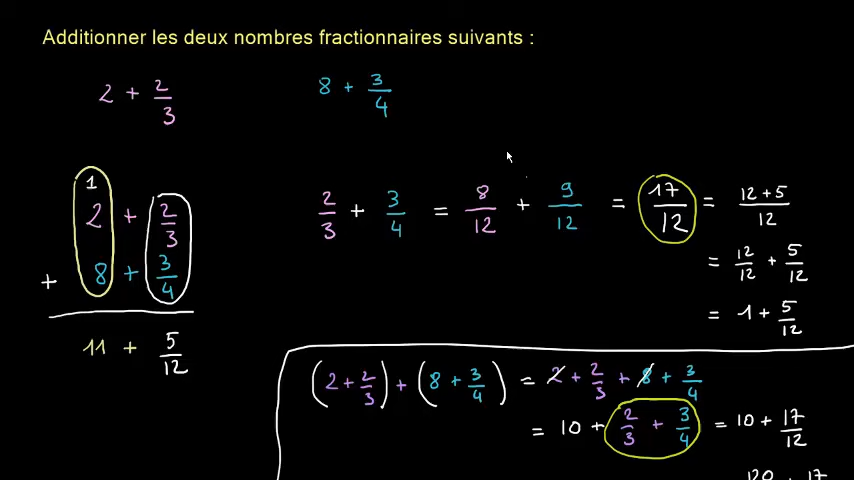 Additionner les deux nombres fractionnaires suivants :
2 + 2/3
8 + 3/4
1
2 + 2/3
+ 8 + 3/4
11 + 5/12
2/3 + 3/4 = 8/12 + 9/12 = 17/12 = (12 + 5)/12
= 12/12 + 5/12
= 1 + 5/12
(2 + 2/3) + (8 + 3/4) = 2 + 2/3 + 8 + 3/4
= 10 + 2/3 + 3/4 = 10 + 17/12
120 + 17